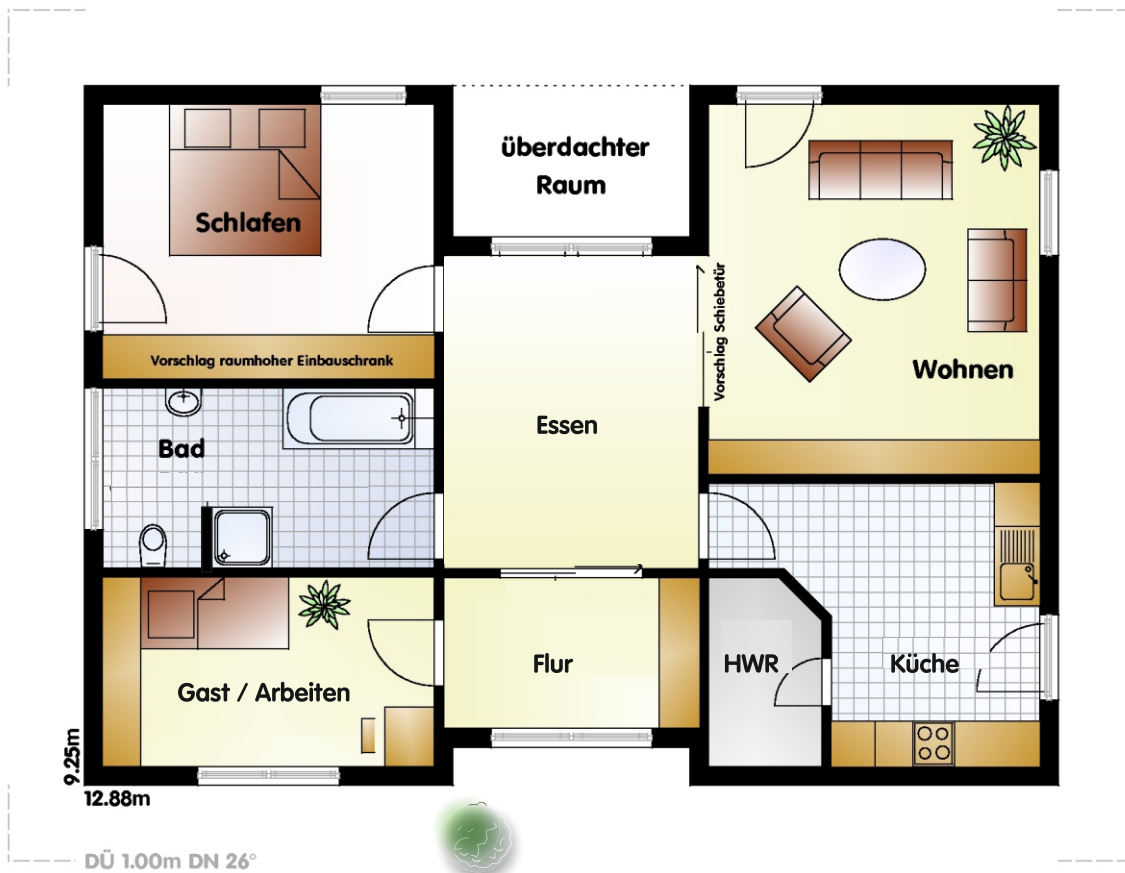 überdachter
Raum
Schlafen
Vorschlag raumhoher Einbauschrank
Vorschlag Schiebetür
Wohnen
Essen
Bad
Flur
HWR
Küche
Gast / Arbeiten
9.25m
12.88m
DÜ 1.00m DN 26°